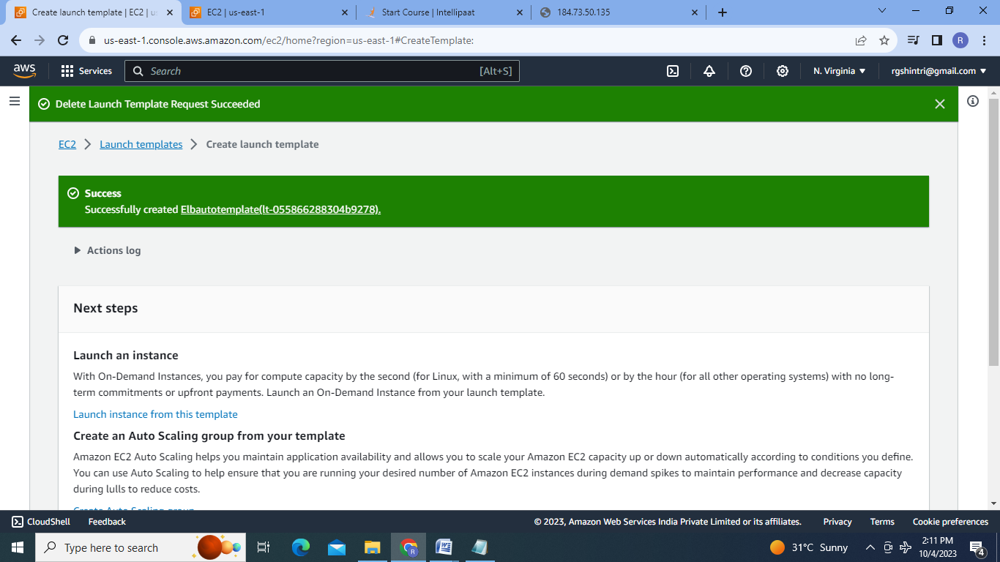 Create launch template | EC2 | us
EC2 | us-east-1
Start Course | Intellipaat
184.73.50.135
us-east-1.console.aws.amazon.com/ec2/home?region=us-east-1#CreateTemplate:
R
aws
Services
Search
[Alt+S]
N. Virginia
rgshintri@gmail.com
Delete Launch Template Request Succeeded
EC2
Launch templates
Create launch template
Success
Successfully created Elbautotemplate(lt-055866288304b9278).
Actions log
Next steps
Launch an instance
With On-Demand Instances, you pay for compute capacity by the second (for Linux, with a minimum of 60 seconds) or by the hour (for all other operating systems) with no long-
term commitments or upfront payments. Launch an On-Demand Instance from your launch template.
Launch instance from this template
Create an Auto Scaling group from your template
Amazon EC2 Auto Scaling helps you maintain application availability and allows you to scale your Amazon EC2 capacity up or down automatically according to conditions you define.
You can use Auto Scaling to help ensure that you are running your desired number of Amazon EC2 instances during demand spikes to maintain performance and decrease capacity
during lulls to reduce costs.
Create Auto Scaling group
CloudShell
Feedback
© 2023, Amazon Web Services India Private Limited or its affiliates.
Privacy
Terms
Cookie preferences
Type here to search
R
31°C Sunny
2:11 PM
10/4/2023
4